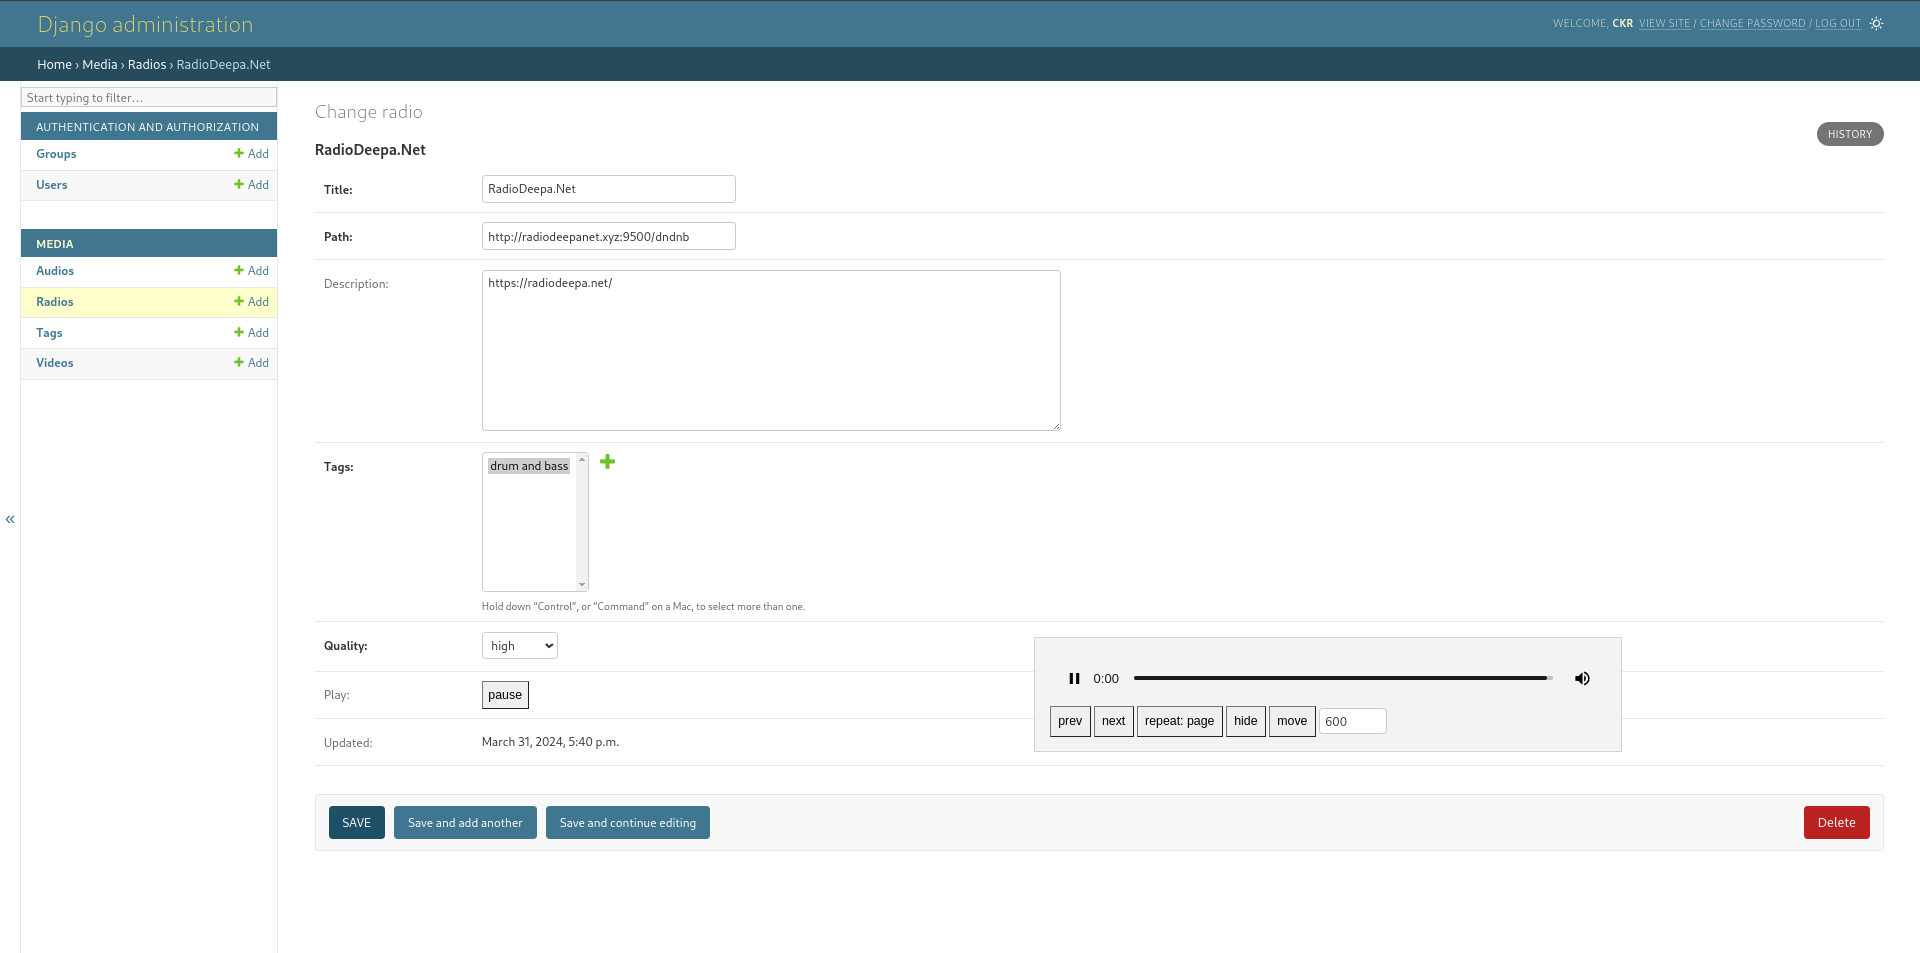 Django administration
WELCOME, CKR. VIEW SITE / CHANGE PASSWORD / LOG OUT
Home › Media › Radios › RadioDeepa.Net
Start typing to filter…
AUTHENTICATION AND AUTHORIZATION
Groups Add
Users Add
MEDIA
Audios Add
Radios Add
Tags Add
Videos Add
«
Change radio
HISTORY
RadioDeepa.Net
Title: RadioDeepa.Net
Path: http://radiodeepanet.xyz:9500/dndnb
Description: https://radiodeepa.net/
Tags: drum and bass
Hold down “Control”, or “Command” on a Mac, to select more than one.
Quality: high
Play: pause
Updated: March 31, 2024, 5:40 p.m.
0:00
prev next repeat: page hide move 600
SAVE Save and add another Save and continue editing Delete